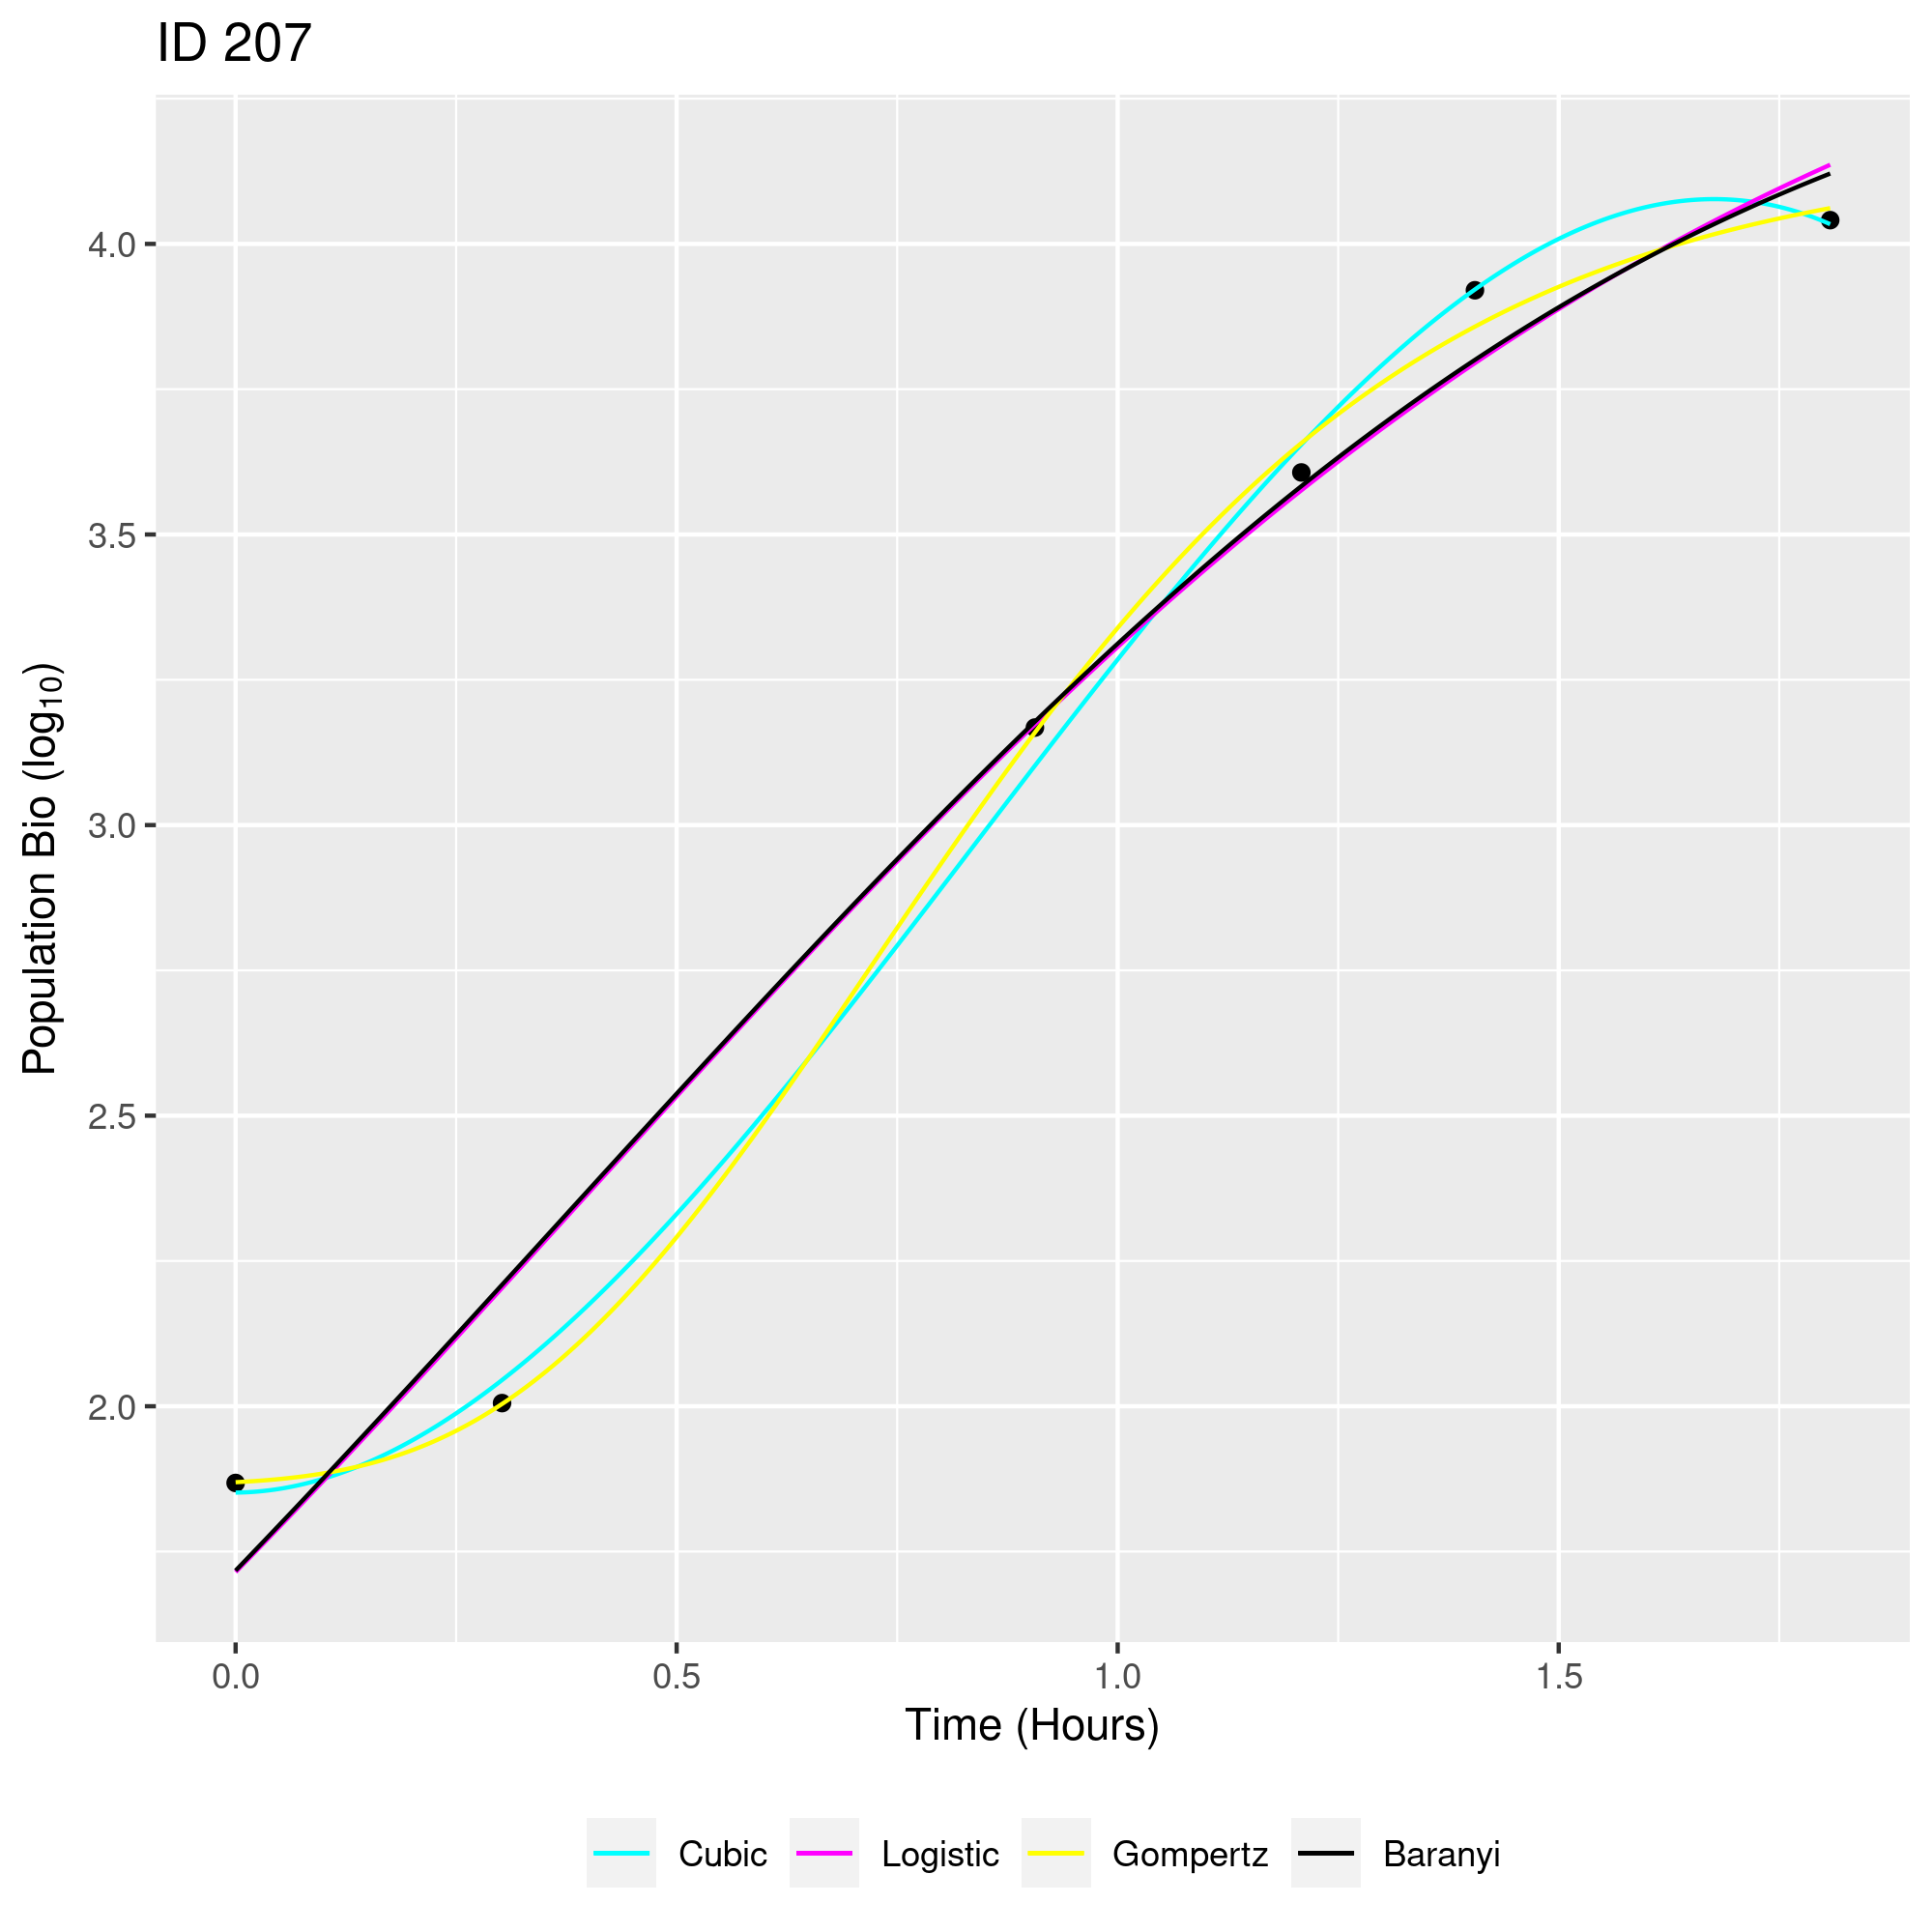 ID 207
Population Bio (log₁₀)
4.0
3.5
3.0
2.5
2.0
0.0 0.5 1.0 1.5
Time (Hours)
Cubic Logistic Gompertz Baranyi